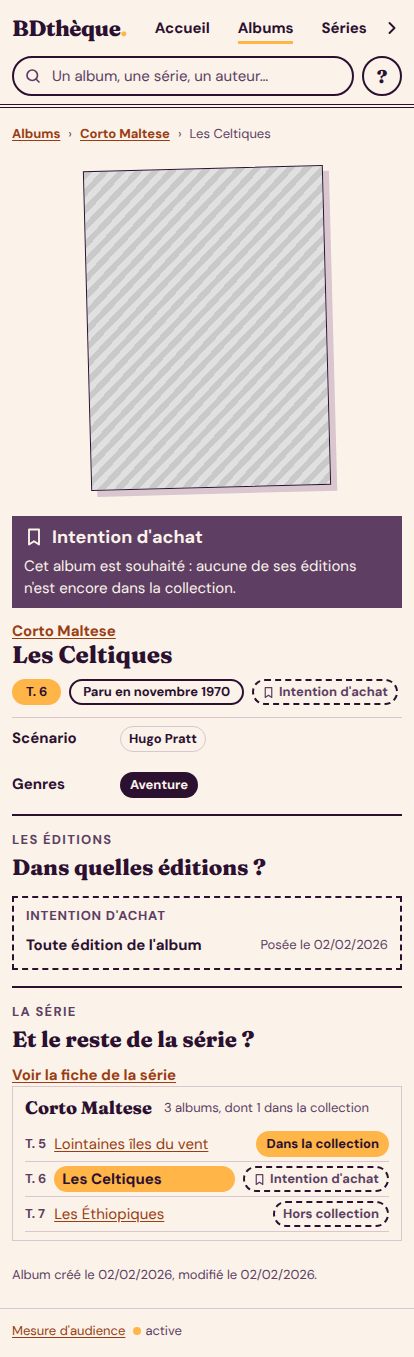 BDthèque.
Accueil Albums Séries
Un album, une série, un auteur... ?
Albums › Corto Maltese › Les Celtiques
Intention d'achat
Cet album est souhaité : aucune de ses éditions
n'est encore dans la collection.
Corto Maltese
Les Celtiques
T. 6 Paru en novembre 1970 Intention d'achat
Scénario Hugo Pratt
Genres Aventure
LES ÉDITIONS
Dans quelles éditions ?
INTENTION D'ACHAT
Toute édition de l'album Posée le 02/02/2026
LA SÉRIE
Et le reste de la série ?
Voir la fiche de la série
Corto Maltese 3 albums, dont 1 dans la collection
T. 5 Lointaines îles du vent Dans la collection
T. 6 Les Celtiques Intention d'achat
T. 7 Les Éthiopiques Hors collection
Album créé le 02/02/2026, modifié le 02/02/2026.
Mesure d'audience active